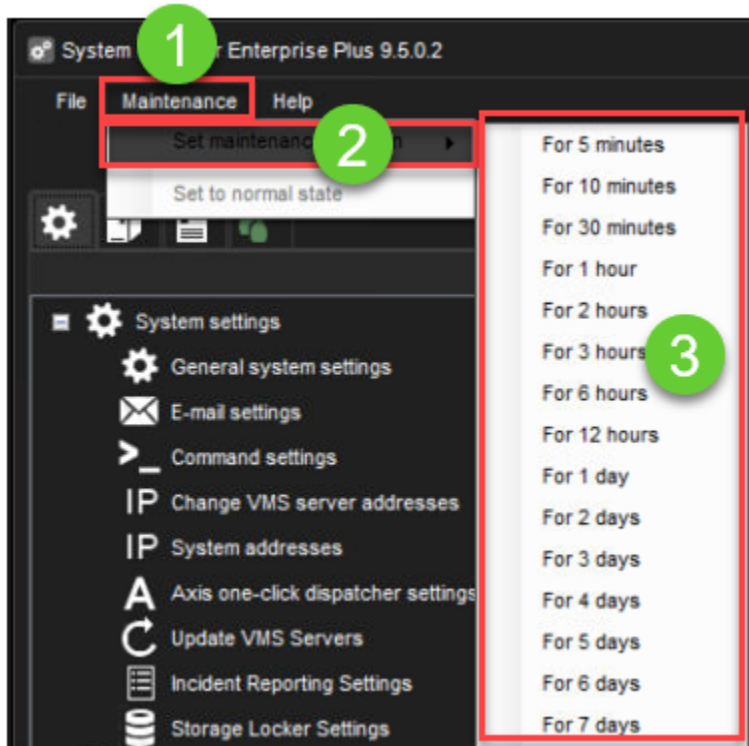 System r Enterprise Plus 9.5.0.2
1
File Maintenance Help
Set maintenanc n
2
Set to normal state
For 5 minutes
For 10 minutes
For 30 minutes
For 1 hour
For 2 hours
For 3 hours
3
For 6 hours
For 12 hours
For 1 day
For 2 days
For 3 days
For 4 days
For 5 days
For 6 days
For 7 days
System settings
General system settings
E-mail settings
>_ Command settings
IP Change VMS server addresses
IP System addresses
A Axis one-click dispatcher settings
Update VMS Servers
Incident Reporting Settings
Storage Locker Settings